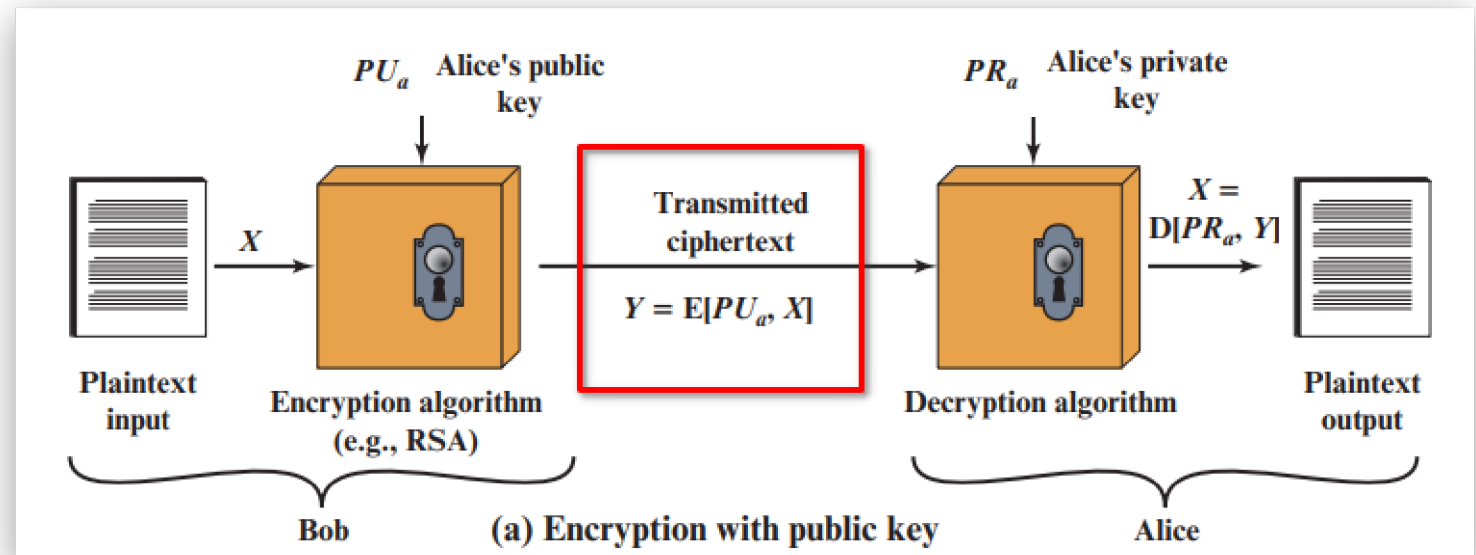 PUa Alice's public
key
PRa Alice's private
key
X
Transmitted
ciphertext
Y = E[PUa, X]
X =
D[PRa, Y]
Plaintext
input
Encryption algorithm
(e.g., RSA)
Decryption algorithm
Plaintext
output
Bob
(a) Encryption with public key
Alice